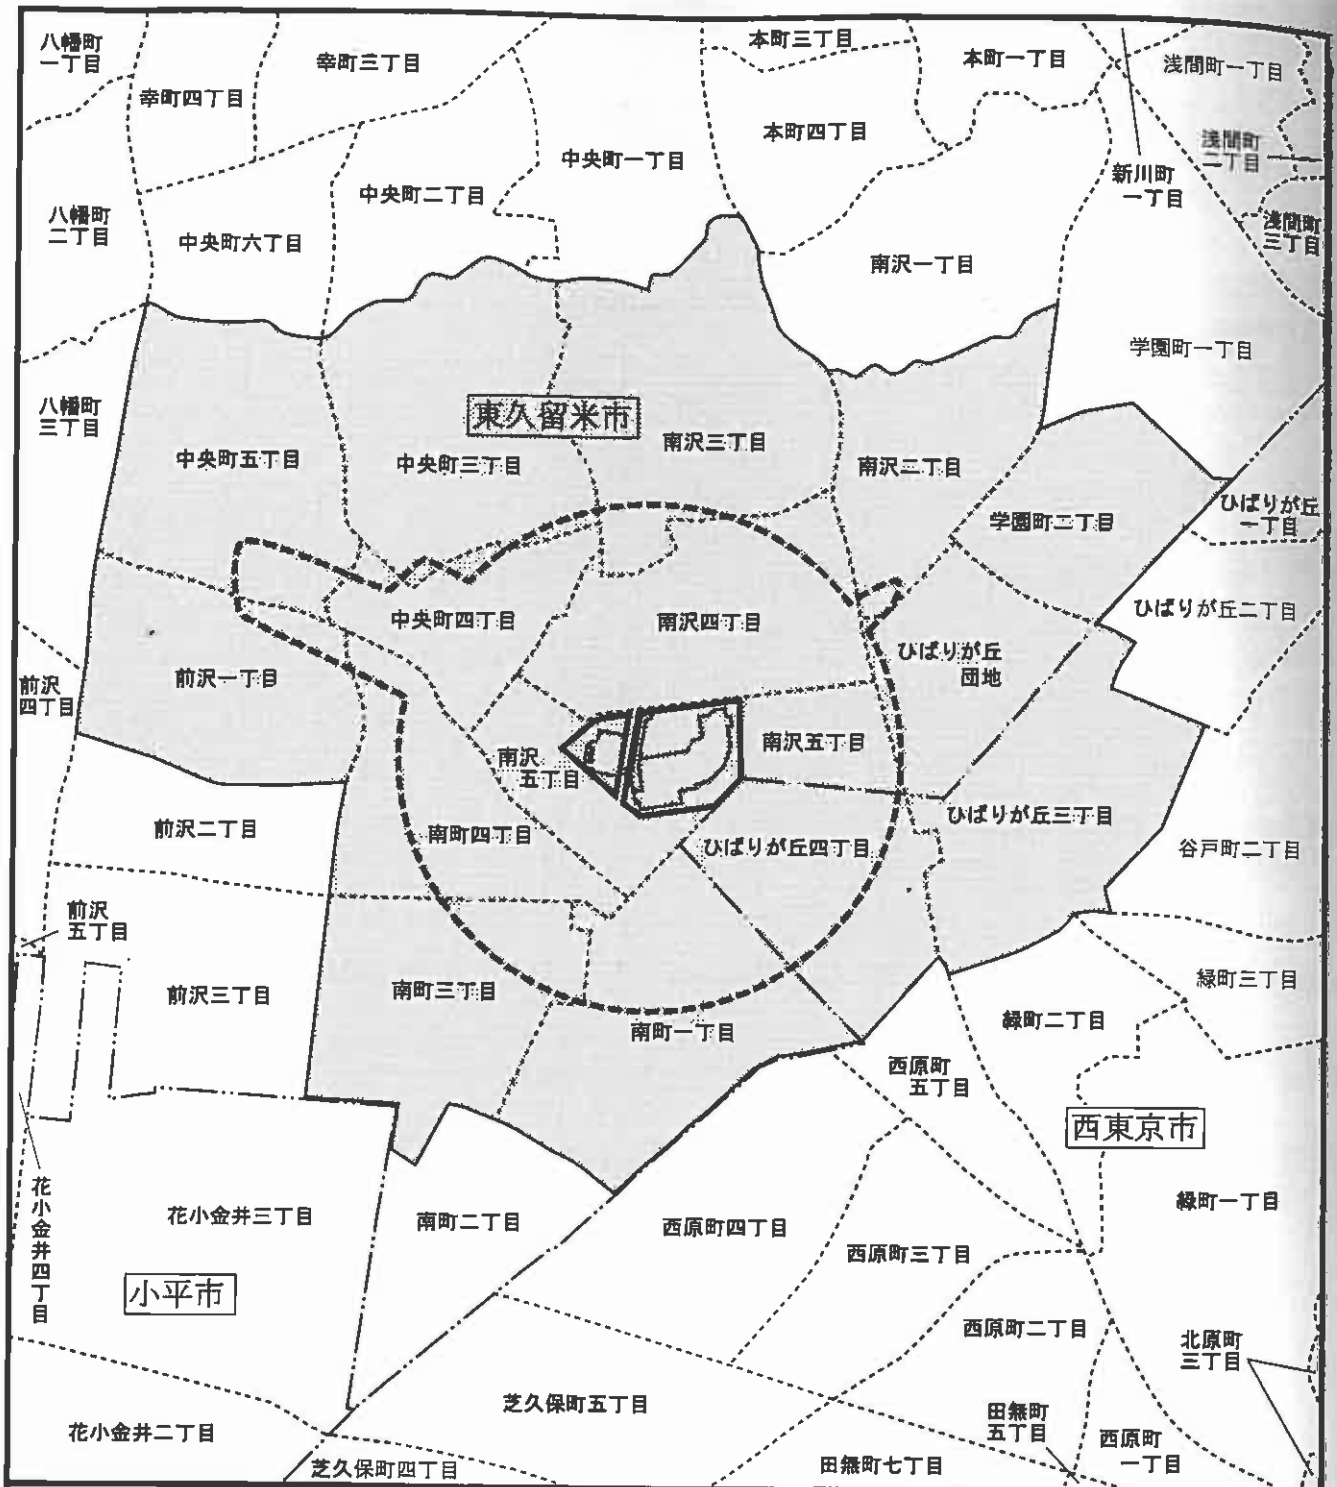 八幡町
一丁目
幸町四丁目
幸町三丁目
本町三丁目
本町一丁目
浅間町一丁目
中央町一丁目
本町四丁目
浅間町
二丁目
新川町
一丁目
浅間町
三丁目
八幡町
二丁目
中央町六丁目
中央町二丁目
南沢一丁目
学園町一丁目
八幡町
三丁目
東久留米市
中央町五丁目
中央町三丁目
南沢三丁目
南沢二丁目
学園町二丁目
ひばりが丘
一丁目
ひばりが丘二丁目
中央町四丁目
南沢四丁目
ひばりが丘
団地
前沢
四丁目
前沢一丁目
南沢
五丁目
南沢五丁目
前沢二丁目
南町四丁目
ひばりが丘四丁目
ひばりが丘三丁目
谷戸町二丁目
前沢
五丁目
前沢三丁目
南町三丁目
南町一丁目
緑町三丁目
緑町二丁目
西原町
五丁目
西東京市
花小金井四丁目
花小金井三丁目
南町二丁目
西原町四丁目
西原町三丁目
緑町一丁目
小平市
西原町二丁目
北原町
三丁目
花小金井二丁目
芝久保町五丁目
田無町
五丁目
西原町
一丁目
芝久保町四丁目
田無町七丁目